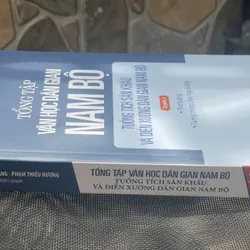 TỔNG TẬP
VĂN HỌC DÂN GIAN
NAM BỘ
TUỒNG TÍCH SÂN KHẤU
VÀ DIỄN XƯỚNG DÂN GIAN NAM BỘ
ANG - PHẠM THIẾU HƯƠNG
TỔNG TẬP VĂN HỌC DÂN GIAN NAM BỘ
TUỒNG TÍCH SÂN KHẤU
VÀ DIỄN XƯỚNG DÂN GIAN NAM BỘ